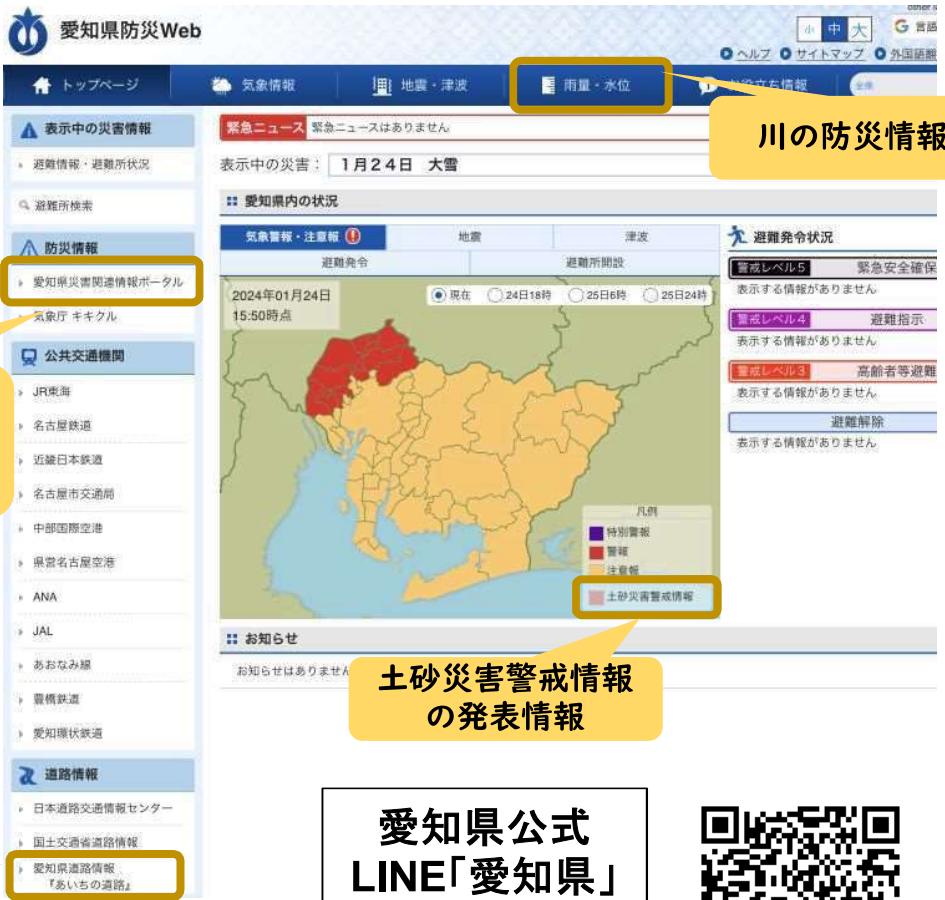 愛知県防災Web
小 中 大
ヘルプ サイトマップ 外国語館
トップページ 気象情報 地震・津波 雨量・水位 お役立ち情報
川の防災情報
表示中の災害情報
避難情報・避難所状況
避難所検索
防災情報
愛知県災害関連情報ポータル
気象庁 キキクル
公共交通機関
JR東海
名古屋鉄道
近畿日本鉄道
名古屋市交通局
中部国際空港
県営名古屋空港
ANA
JAL
あおなみ線
豊橋鉄道
愛知環状鉄道
道路情報
日本道路交通情報センター
国土交通省道路情報
愛知県道路情報
『あいちの道路』
緊急ニュース 緊急ニュースはありません
表示中の災害： 1月24日 大雪
愛知県内の状況
気象警報・注意報 地震 津波
避難発令 避難所開設
2024年01月24日
15:50時点
現在 24日18時 25日6時 25日24時
凡例
特別警報
警報
注意報
土砂災害警戒情報
避難発令状況
警戒レベル5 緊急安全確保
表示する情報がありません
警戒レベル4 避難指示
表示する情報がありません
警戒レベル3 高齢者等避難
表示する情報がありません
避難解除
表示する情報がありません
お知らせ
お知らせはありません
土砂災害警戒情報
の発表情報
愛知県公式
LINE「愛知県」